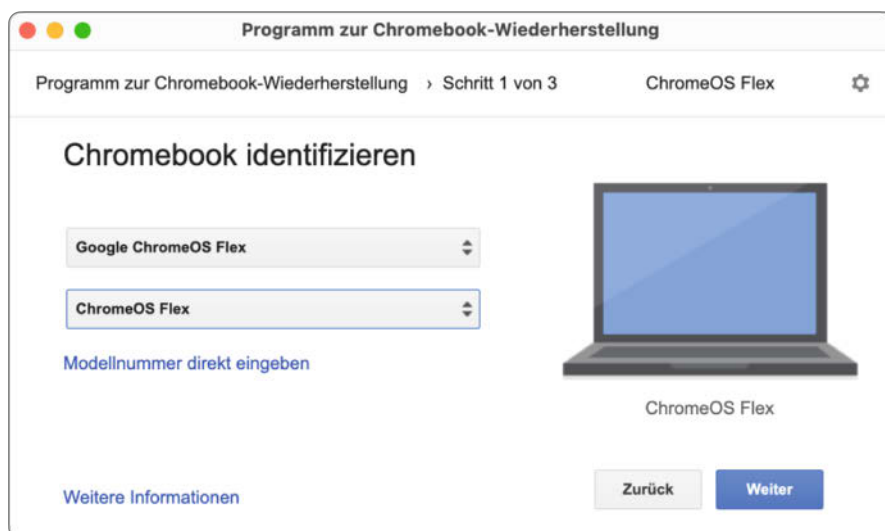 Programm zur Chromebook-Wiederherstellung
Programm zur Chromebook-Wiederherstellung › Schritt 1 von 3 ChromeOS Flex
Chromebook identifizieren
Google ChromeOS Flex
ChromeOS Flex
Modellnummer direkt eingeben
ChromeOS Flex
Weitere Informationen
Zurück
Weiter